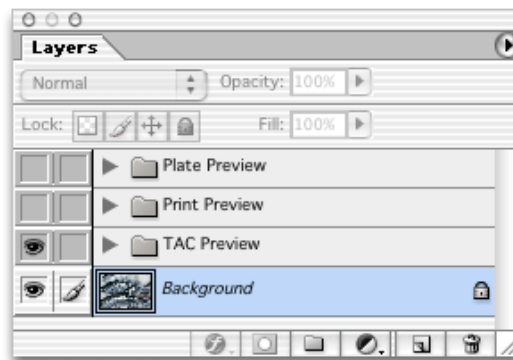 Layers
Normal Opacity: 100%
Lock: Fill: 100%
Plate Preview
Print Preview
TAC Preview
Background